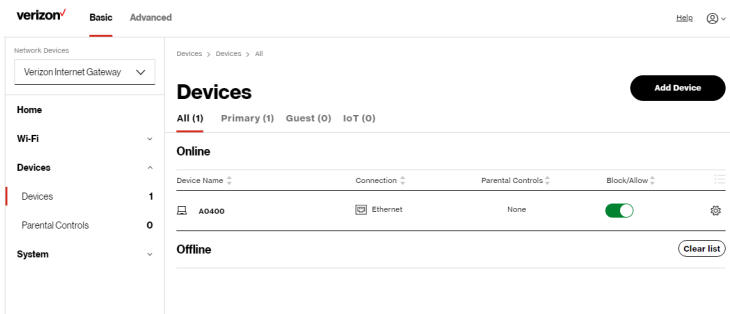 verizon
Basic Advanced
Help
Network Devices
Verizon Internet Gateway
Home
Wi-Fi
Devices
Devices 1
Parental Controls 0
System
Devices > Devices > All
Devices
Add Device
All (1) Primary (1) Guest (0) IoT (0)
Online
Device Name Connection Parental Controls Block/Allow
A0400 Ethernet None
Offline
Clear list